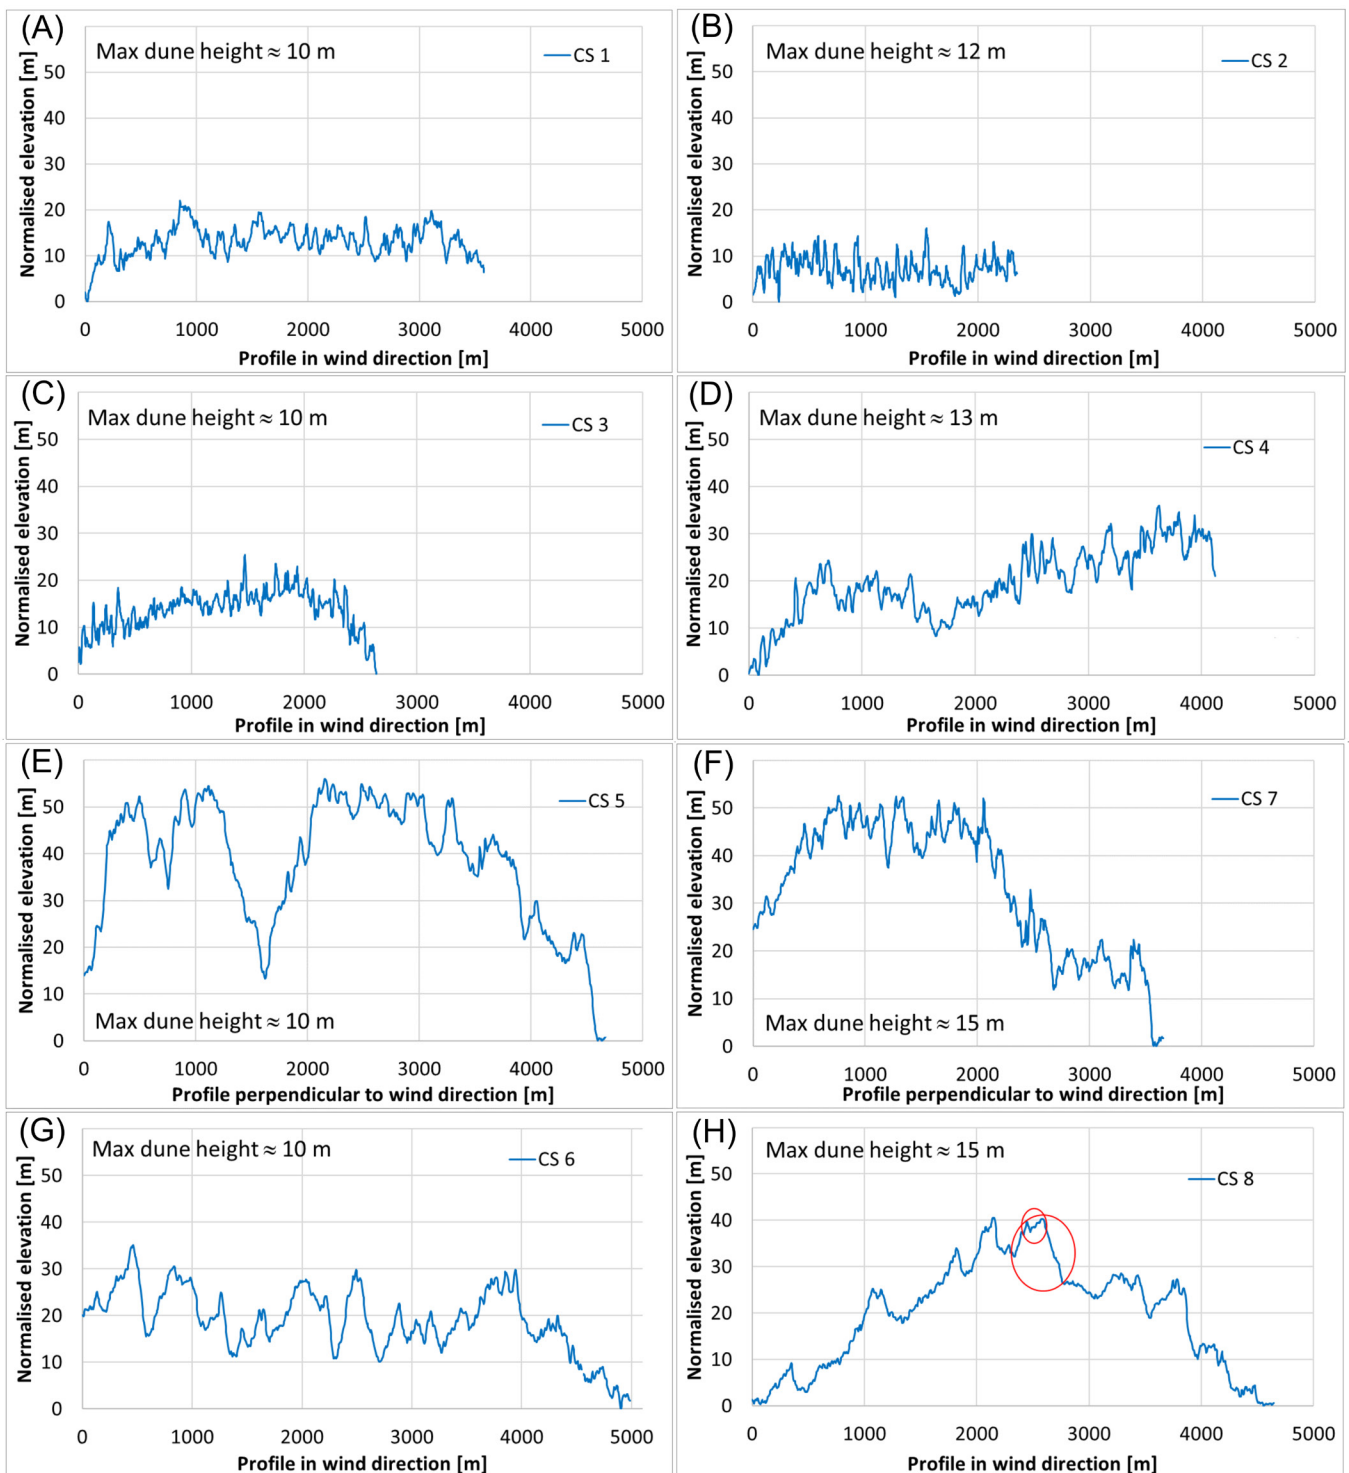 (A)
Max dune height ≈ 10 m
CS 1
Normalised elevation [m]
50
40
30
20
10
0
0 1000 2000 3000 4000 5000
Profile in wind direction [m]
(B)
Max dune height ≈ 12 m
CS 2
Normalised elevation [m]
50
40
30
20
10
0
0 1000 2000 3000 4000 5000
Profile in wind direction [m]
(C)
Max dune height ≈ 10 m
CS 3
Normalised elevation [m]
50
40
30
20
10
0
0 1000 2000 3000 4000 5000
Profile in wind direction [m]
(D)
Max dune height ≈ 13 m
CS 4
Normalised elevation [m]
50
40
30
20
10
0
0 1000 2000 3000 4000 5000
Profile in wind direction [m]
(E)
CS 5
Normalised elevation [m]
50
40
30
20
10
0
Max dune height ≈ 10 m
0 1000 2000 3000 4000 5000
Profile perpendicular to wind direction [m]
(F)
CS 7
Normalised elevation [m]
50
40
30
20
10
0
Max dune height ≈ 15 m
0 1000 2000 3000 4000 5000
Profile perpendicular to wind direction [m]
(G)
Max dune height ≈ 10 m
CS 6
Normalised elevation [m]
50
40
30
20
10
0
0 1000 2000 3000 4000 5000
Profile in wind direction [m]
(H)
Max dune height ≈ 15 m
CS 8
Normalised elevation [m]
50
40
30
20
10
0
0 1000 2000 3000 4000 5000
Profile in wind direction [m]